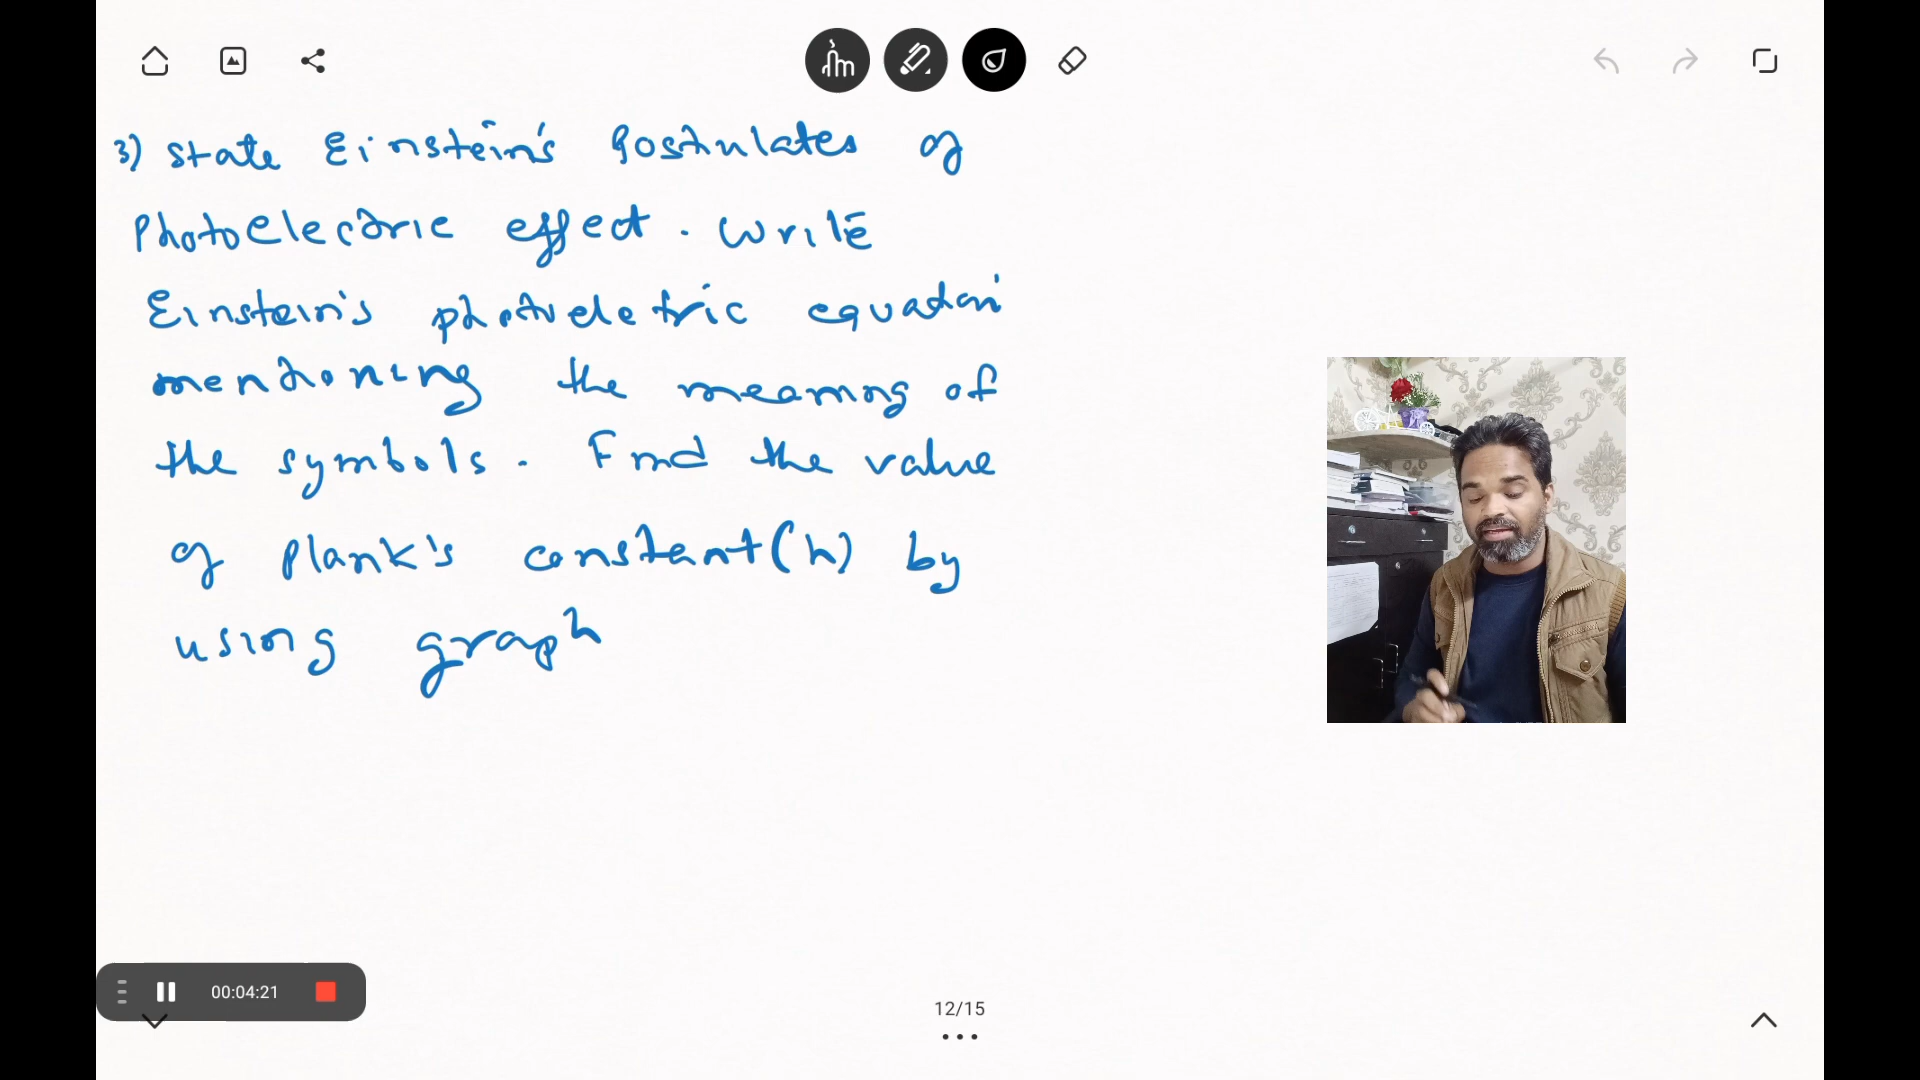 3) state Einstein's Postulates of
Photoelectric effect. Write
Einstein's photoeletric equation
mentioning the meaning of
the symbols. Find the value
of plank's constant(h) by
using graph
00:04:21
12/15